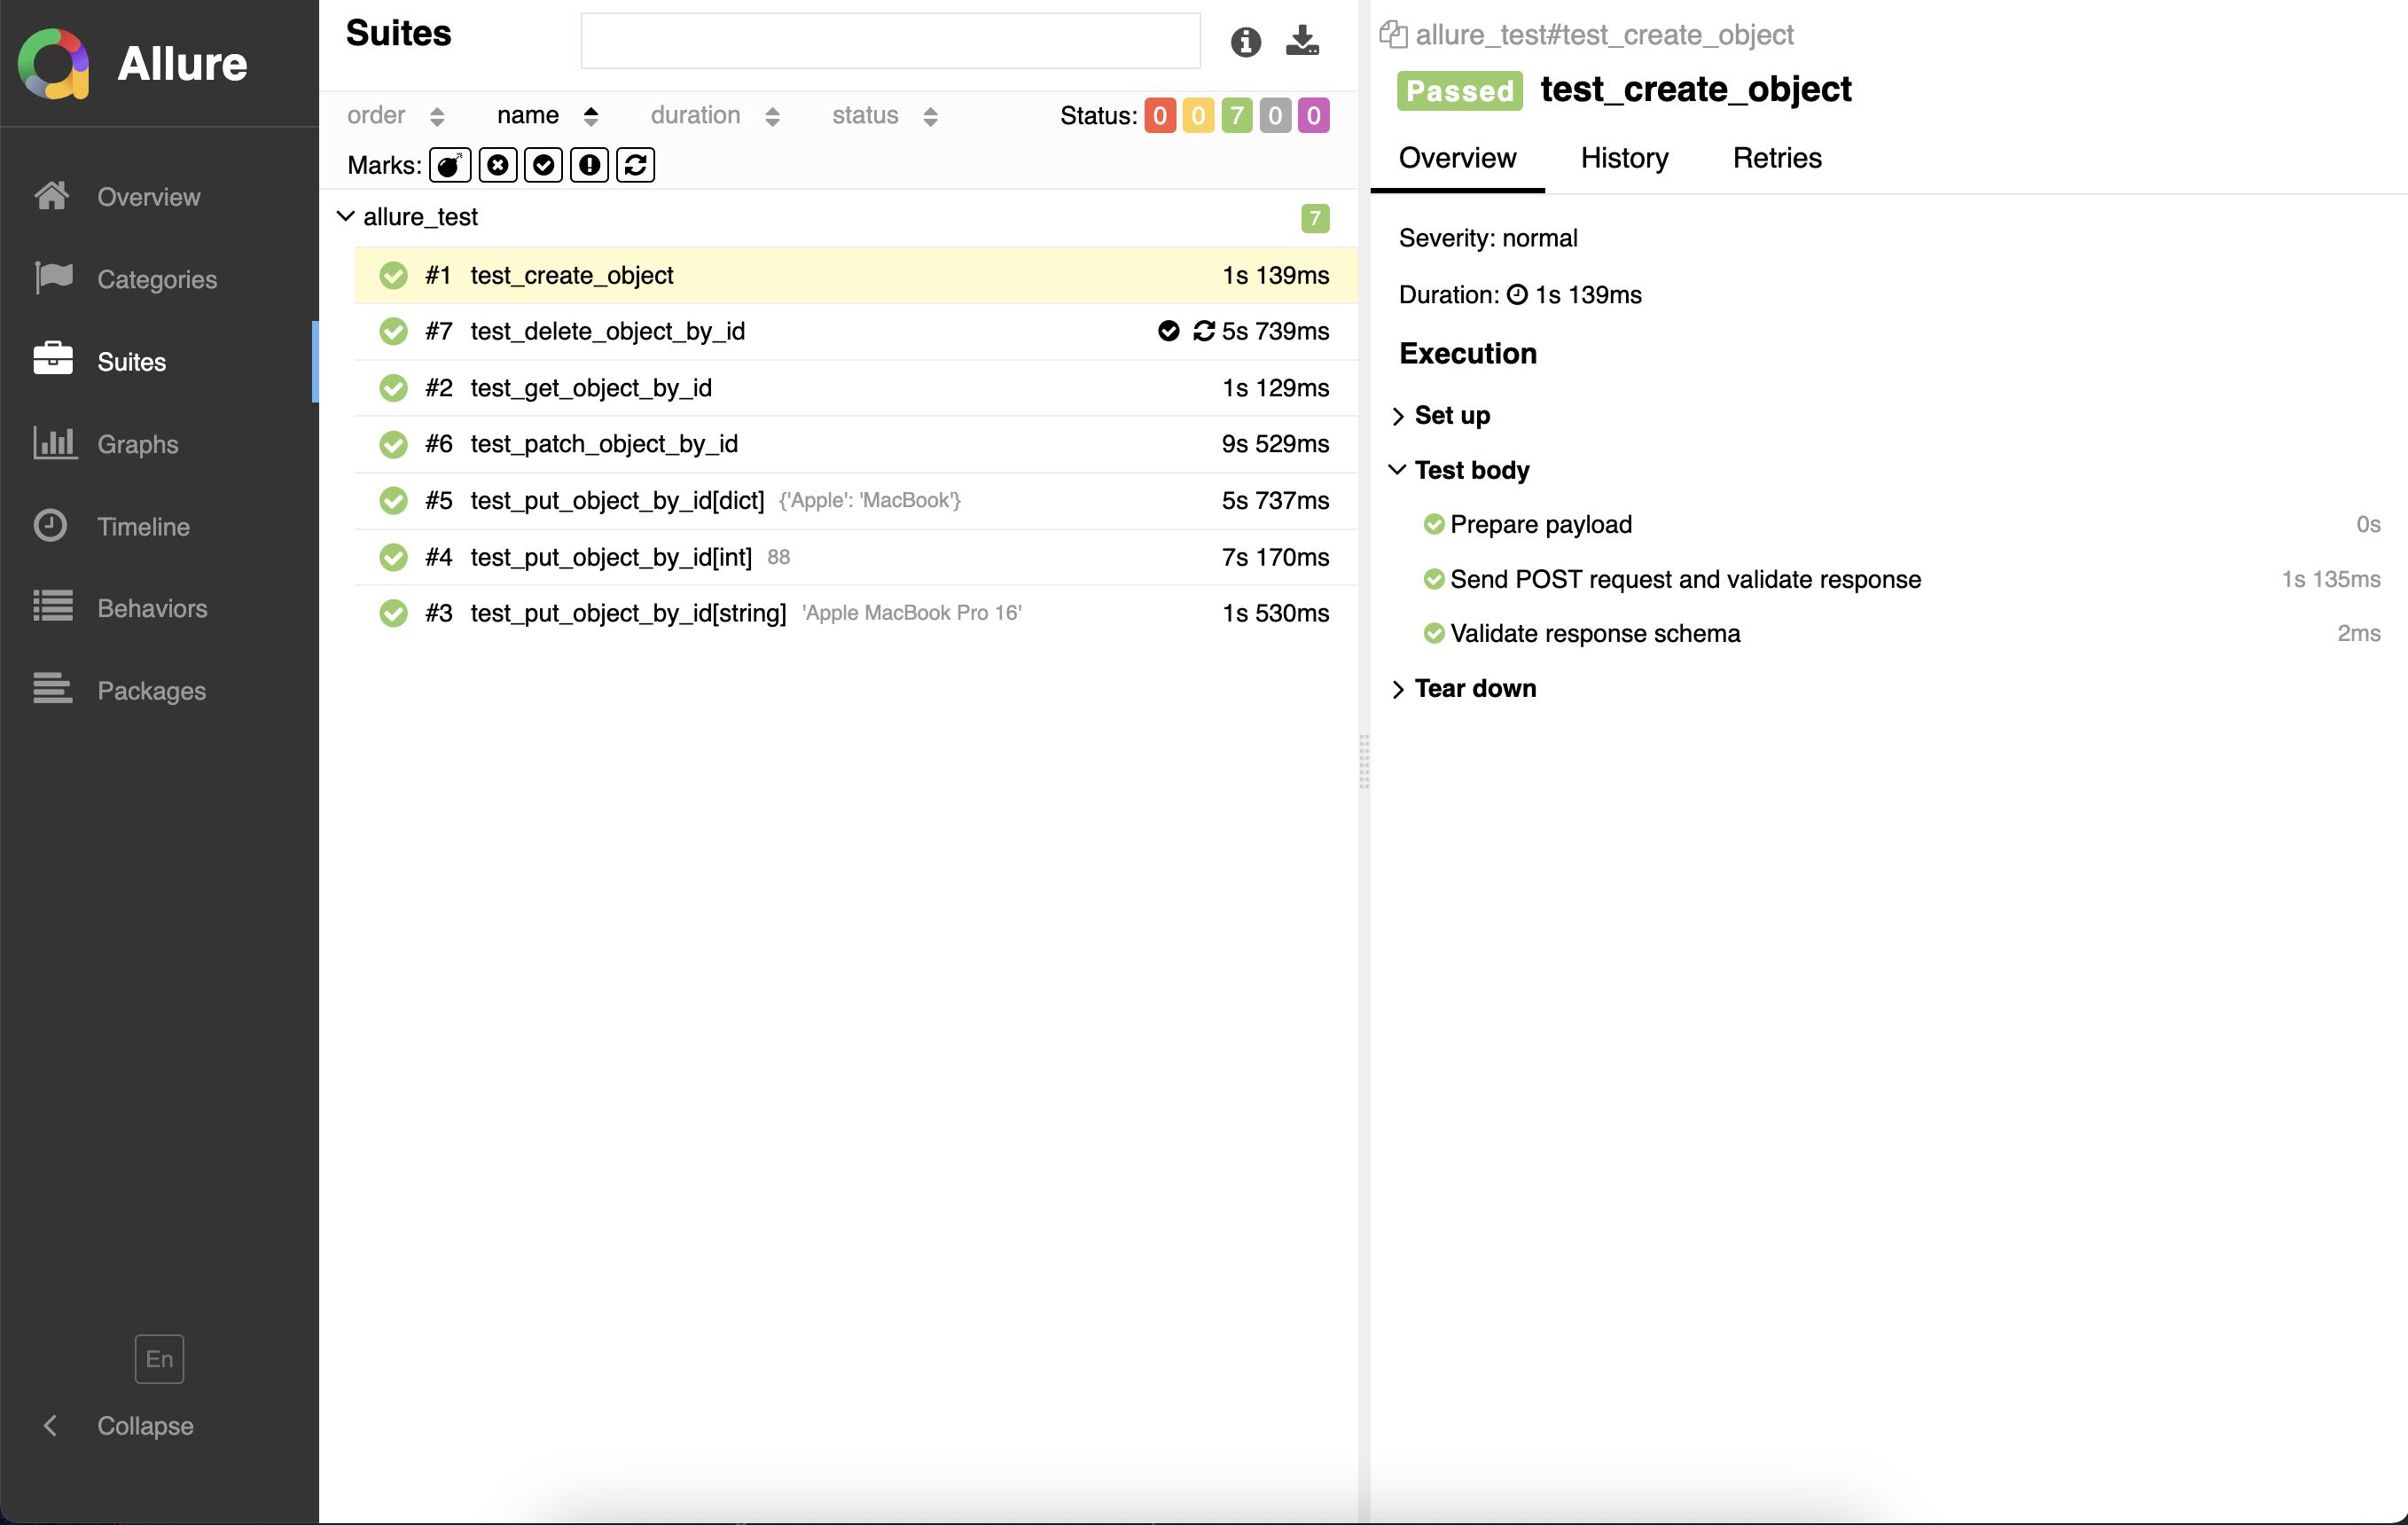 Allure
Overview
Categories
Suites
Graphs
Timeline
Behaviors
Packages
En
Collapse
Suites
order name duration status Status: 0 0 7 0 0
Marks:
allure_test 7
#1 test_create_object 1s 139ms
#7 test_delete_object_by_id 5s 739ms
#2 test_get_object_by_id 1s 129ms
#6 test_patch_object_by_id 9s 529ms
#5 test_put_object_by_id[dict] {'Apple': 'MacBook'} 5s 737ms
#4 test_put_object_by_id[int] 88 7s 170ms
#3 test_put_object_by_id[string] 'Apple MacBook Pro 16' 1s 530ms
allure_test#test_create_object
Passed test_create_object
Overview History Retries
Severity: normal
Duration: 1s 139ms
Execution
Set up
Test body
Prepare payload 0s
Send POST request and validate response 1s 135ms
Validate response schema 2ms
Tear down